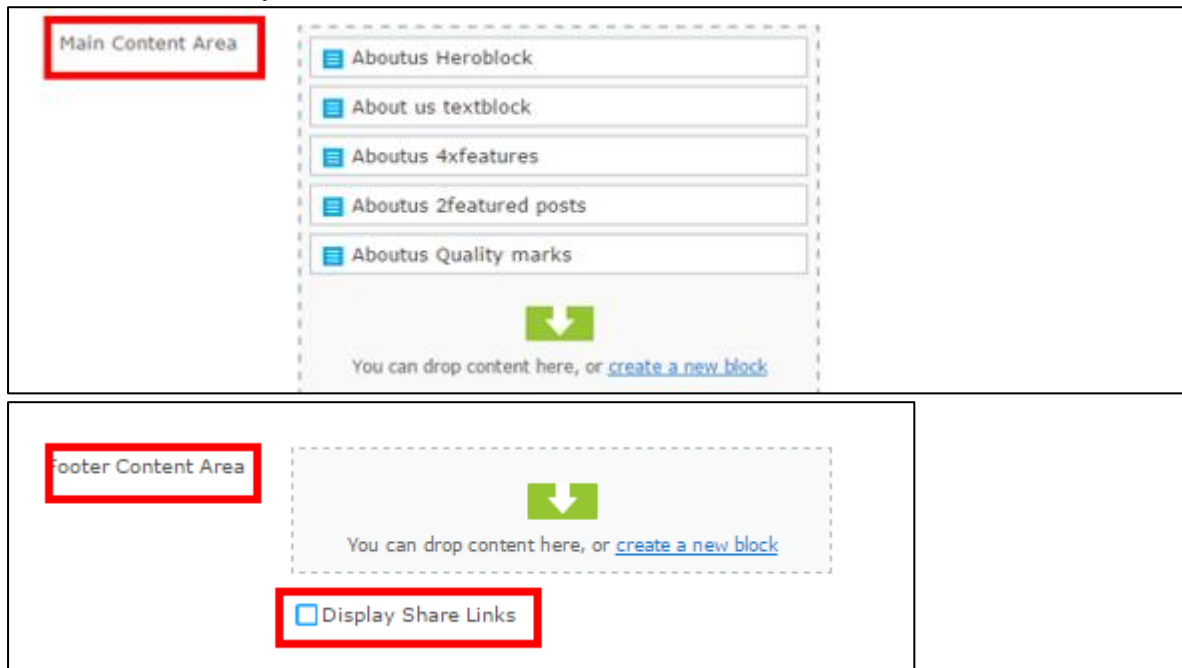 Main Content Area
Aboutus Heroblock
About us textblock
Aboutus 4xfeatures
Aboutus 2featured posts
Aboutus Quality marks
You can drop content here, or create a new block
Footer Content Area
You can drop content here, or create a new block
Display Share Links